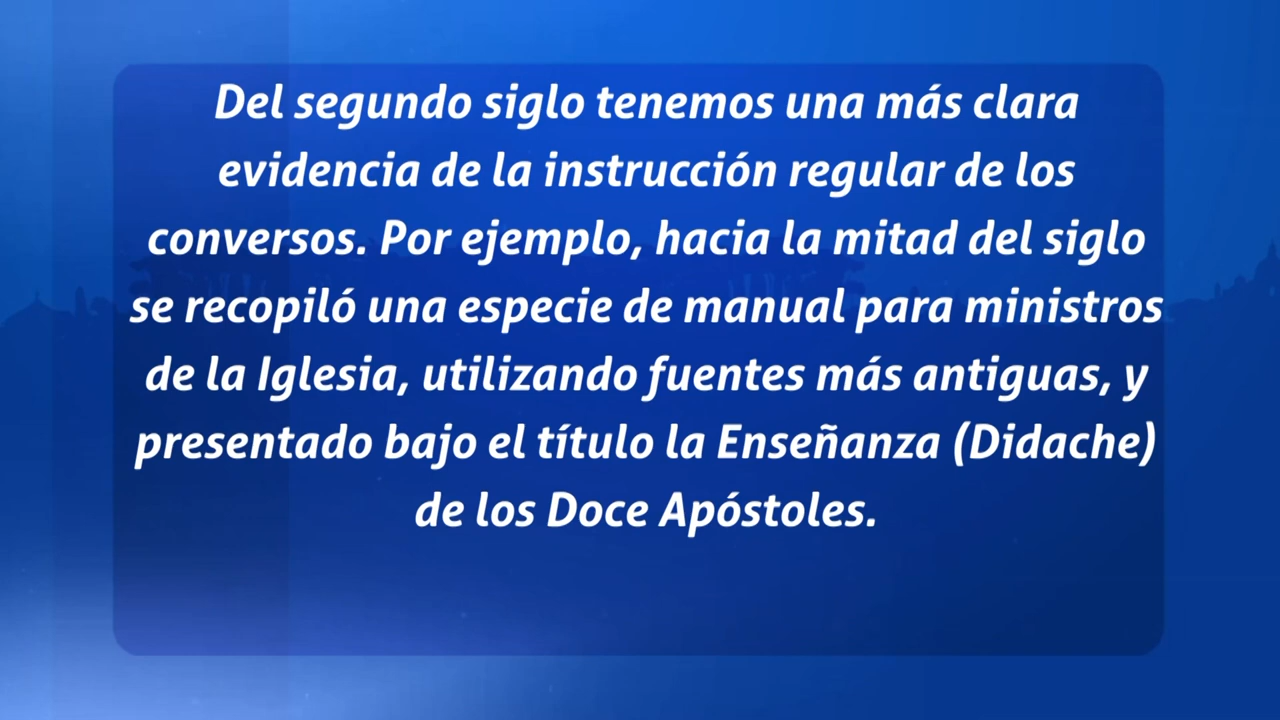 Del segundo siglo tenemos una más clara
evidencia de la instrucción regular de los
conversos. Por ejemplo, hacia la mitad del siglo
se recopiló una especie de manual para ministros
de la Iglesia, utilizando fuentes más antiguas, y
presentado bajo el título la Enseñanza (Didache)
de los Doce Apóstoles.